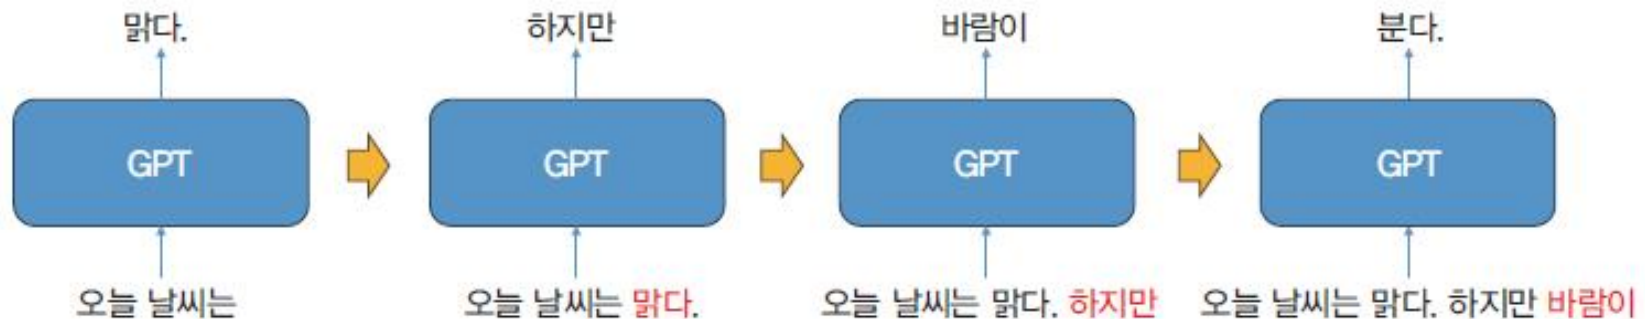 맑다. 하지만 바람이 분다.
GPT GPT GPT GPT
오늘 날씨는 오늘 날씨는 맑다. 오늘 날씨는 맑다. 하지만 오늘 날씨는 맑다. 하지만 바람이